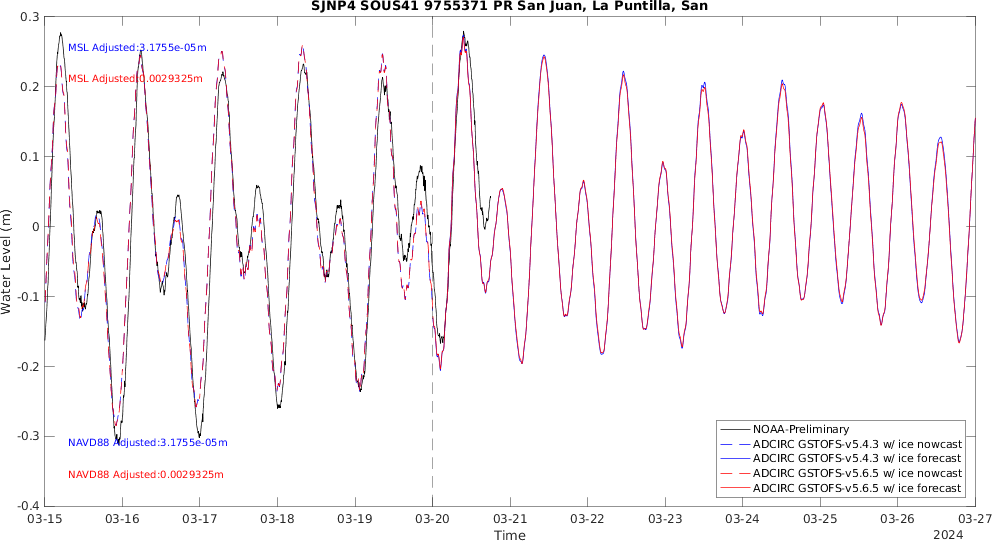 SJNP4 SOUS41 9755371 PR San Juan, La Puntilla, San
0.3
0.2
0.1
0
-0.1
-0.2
-0.3
-0.4
Water Level (m)
MSL Adjusted:3.1755e-05m
MSL Adjusted:0.0029325m
NAVD88 Adjusted:3.1755e-05m
NAVD88 Adjusted:0.0029325m
NOAA-Preliminary
ADCIRC GSTOFS-v5.4.3 w/ ice nowcast
ADCIRC GSTOFS-v5.4.3 w/ ice forecast
ADCIRC GSTOFS-v5.6.5 w/ ice nowcast
ADCIRC GSTOFS-v5.6.5 w/ ice forecast
03-15 03-16 03-17 03-18 03-19 03-20 03-21 03-22 03-23 03-24 03-25 03-26 03-27
Time
2024